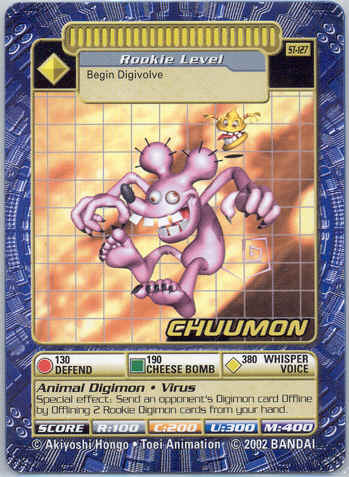 Rookie Level
St-127
Begin Digivolve
CHUUMON
130 DEFEND
190 CHEESE BOMB
380 WHISPER VOICE
Animal Digimon • Virus
Special effect: Send an opponent's Digimon card Offline
by Offlining 2 Rookie Digimon cards from your hand.
SCORE R:100 C:200 U:300 M:400
© Akiyoshi Hongo • Toei Animation © 2002 BANDAI